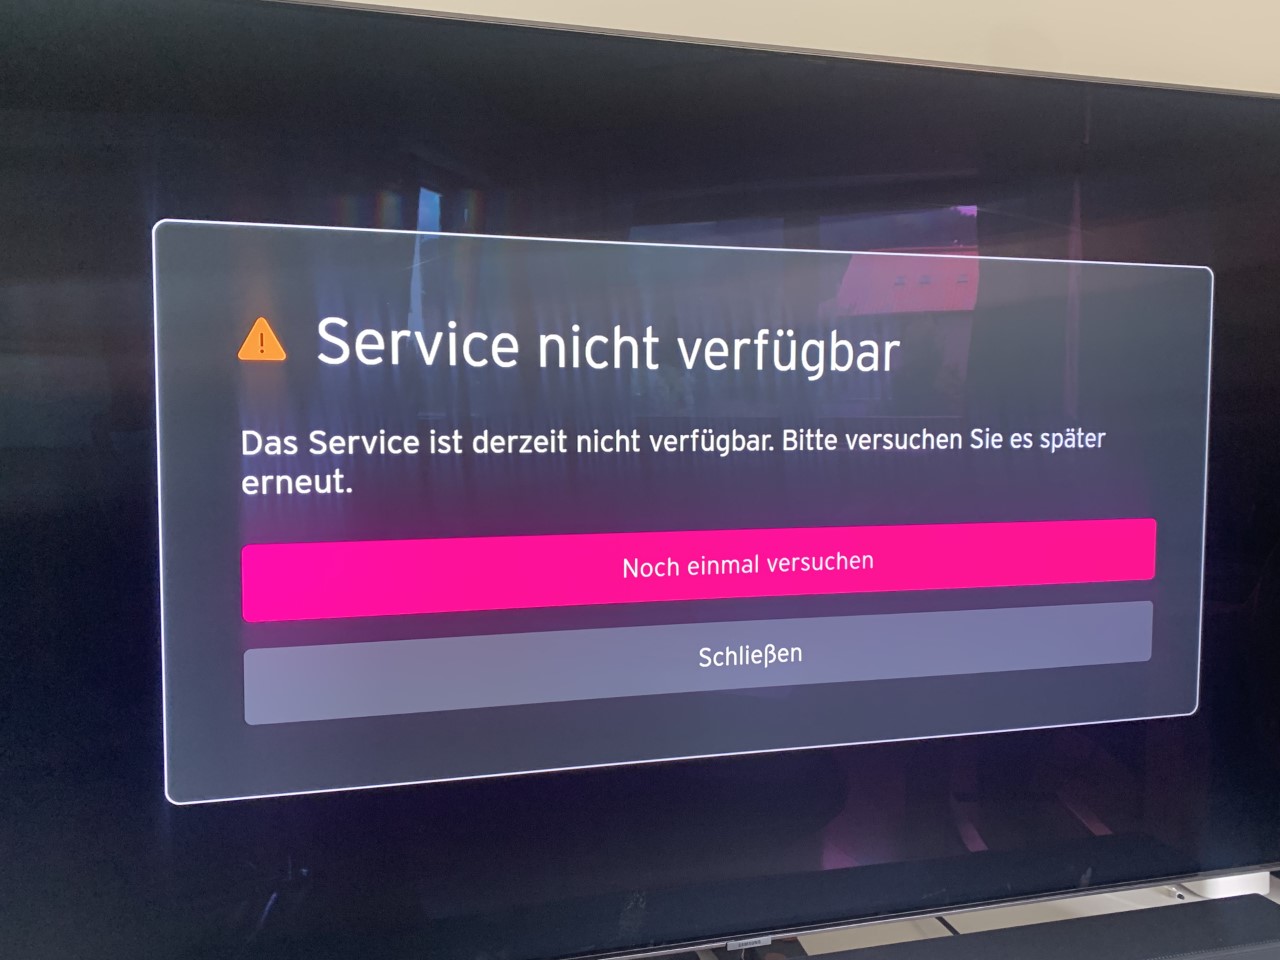 Service nicht verfügbar
Das Service ist derzeit nicht verfügbar. Bitte versuchen Sie es später
erneut.
Noch einmal versuchen
Schließen
SAMSUNG